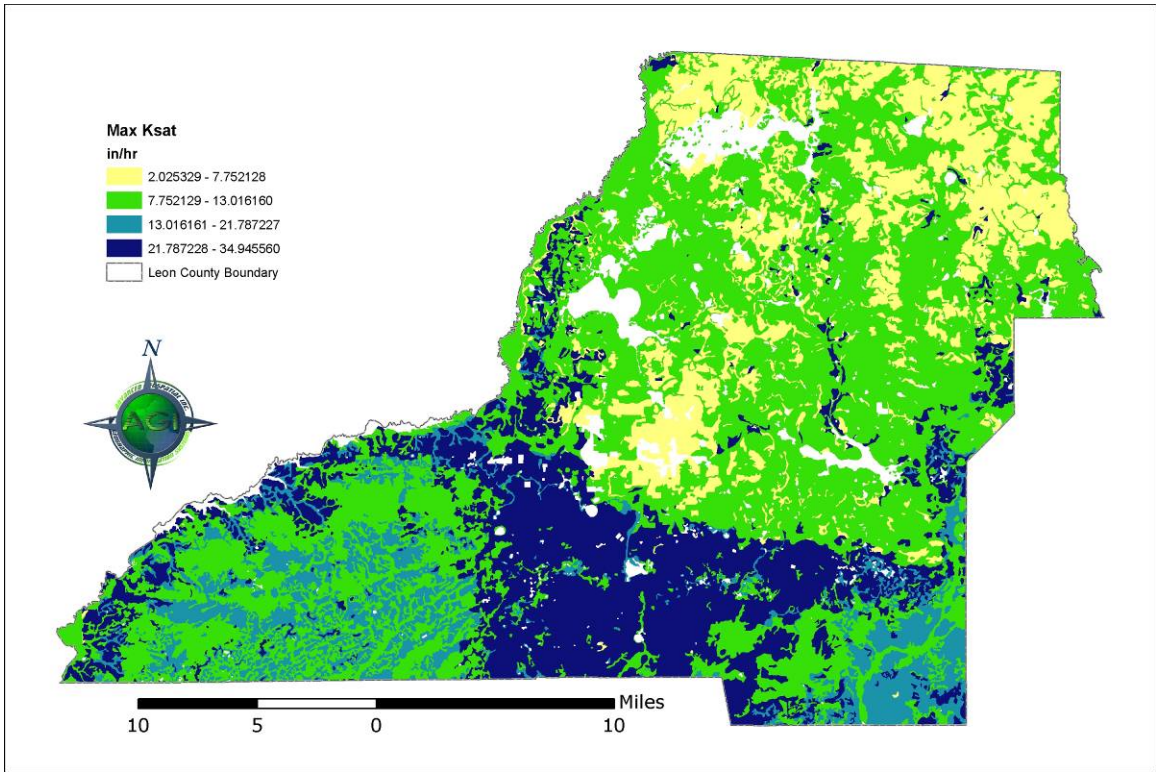 Max Ksat
in/hr
2.025329 - 7.752128
7.752129 - 13.016160
13.016161 - 21.787227
21.787228 - 34.945560
Leon County Boundary
N
AGI
Miles
10 5 0 10